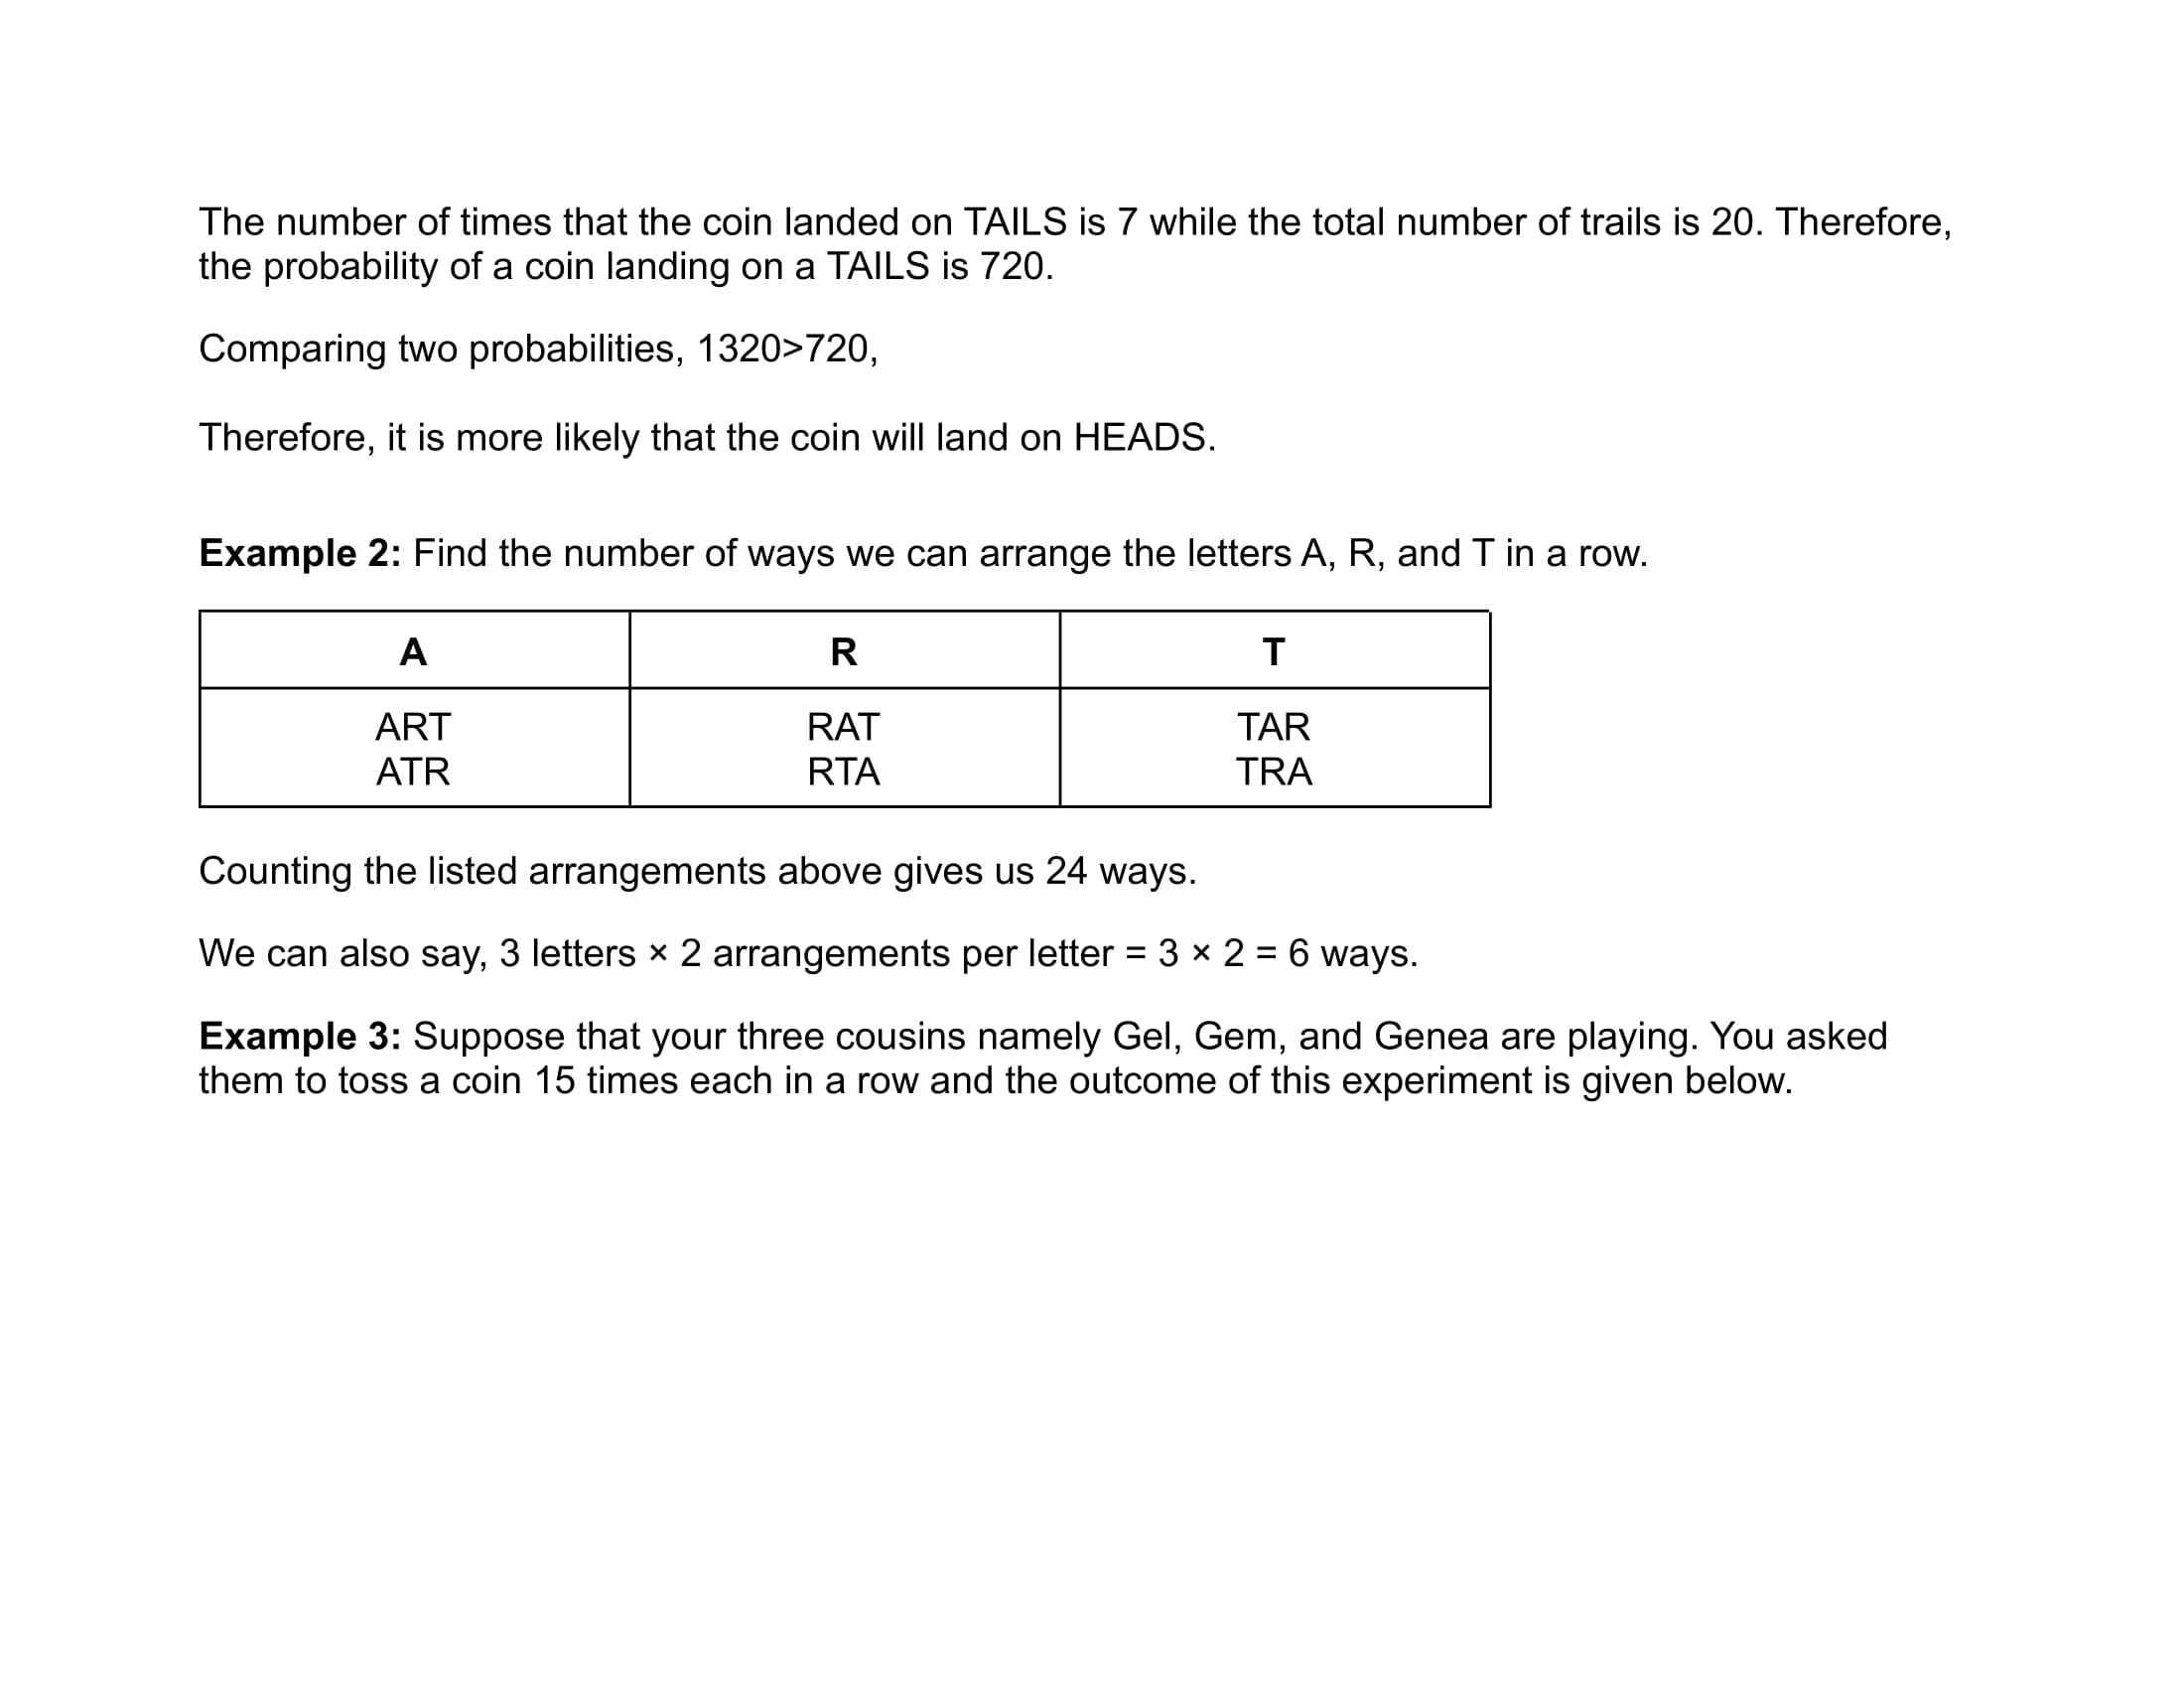 The number of times that the coin landed on TAILS is 7 while the total number of trails is 20. Therefore,
the probability of a coin landing on a TAILS is 720.
Comparing two probabilities, 1320>720,
Therefore, it is more likely that the coin will land on HEADS.
Example 2: Find the number of ways we can arrange the letters A, R, and T in a row.
A R T
ART RAT TAR
ATR RTA TRA
Counting the listed arrangements above gives us 24 ways.
We can also say, 3 letters × 2 arrangements per letter = 3 × 2 = 6 ways.
Example 3: Suppose that your three cousins namely Gel, Gem, and Genea are playing. You asked
them to toss a coin 15 times each in a row and the outcome of this experiment is given below.